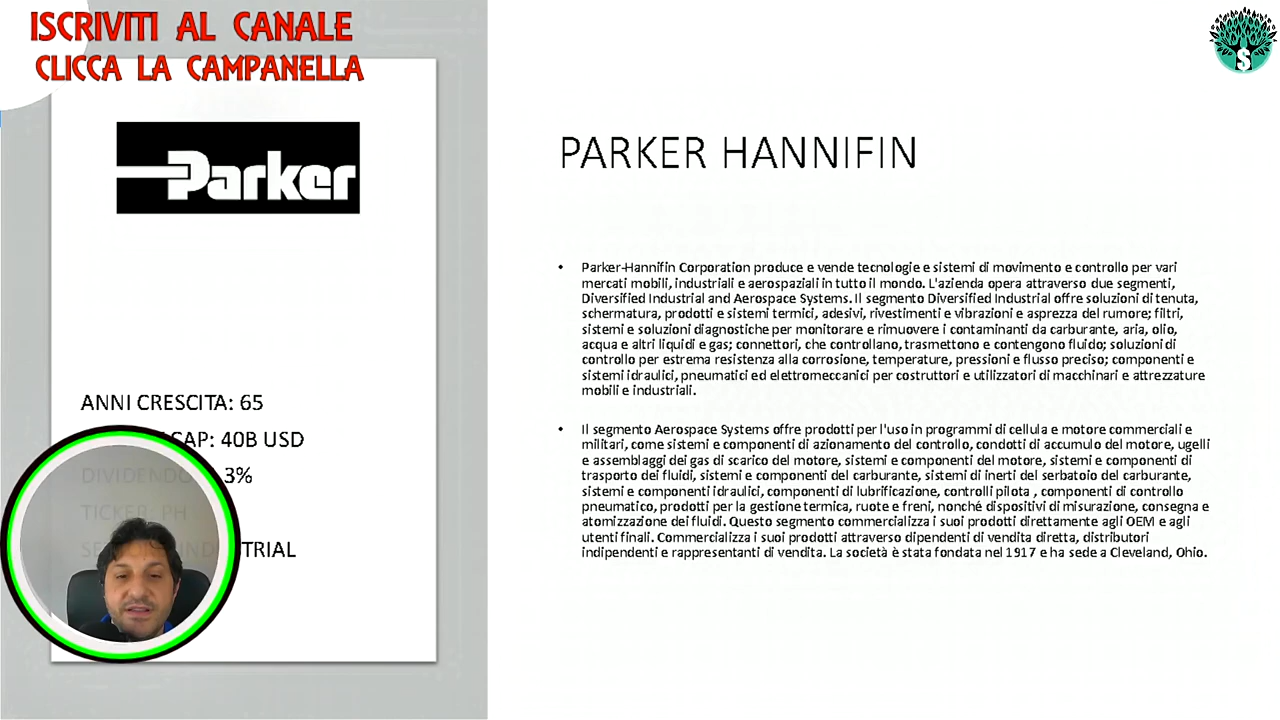 ISCRIVITI AL CANALE
CLICCA LA CAMPANELLA
Parker
ANNI CRESCITA: 65
CAP: 40B USD
DIVIDENDO 3%
TICKER: PH
INDUSTRIAL
PARKER HANNIFIN
• Parker-Hannifin Corporation produce e vende tecnologie e sistemi di movimento e controllo per vari
mercati mobili, industriali e aerospaziali in tutto il mondo. L'azienda opera attraverso due segmenti,
Diversified Industrial and Aerospace Systems. Il segmento Diversified Industrial offre soluzioni di tenuta,
schermatura, prodotti e sistemi termici, adesivi, rivestimenti e vibrazioni e asprezza del rumore; filtri,
sistemi e soluzioni diagnostiche per monitorare e rimuovere i contaminanti da carburante, aria, olio,
acqua e altri liquidi e gas; connettori, che controllano, trasmettono e contengono fluido; soluzioni di
controllo per estrema resistenza alla corrosione, temperature, pressioni e flusso preciso; componenti e
sistemi idraulici, pneumatici ed elettromeccanici per costruttori e utilizzatori di macchinari e attrezzature
mobili e industriali.
• Il segmento Aerospace Systems offre prodotti per l'uso in programmi di cellula e motore commerciali e
militari, come sistemi e componenti di azionamento del controllo, condotti di accumulo del motore, ugelli
e assemblaggi dei gas di scarico del motore, sistemi e componenti del motore, sistemi e componenti di
trasporto dei fluidi, sistemi e componenti del carburante, sistemi di inerti del serbatoio del carburante,
sistemi e componenti idraulici, componenti di lubrificazione, controlli pilota , componenti di controllo
pneumatico, prodotti per la gestione termica, ruote e freni, nonché dispositivi di misurazione, consegna e
atomizzazione dei fluidi. Questo segmento commercializza i suoi prodotti direttamente agli OEM e agli
utenti finali. Commercializza i suoi prodotti attraverso dipendenti di vendita diretta, distributori
indipendenti e rappresentanti di vendita. La società è stata fondata nel 1917 e ha sede a Cleveland, Ohio.